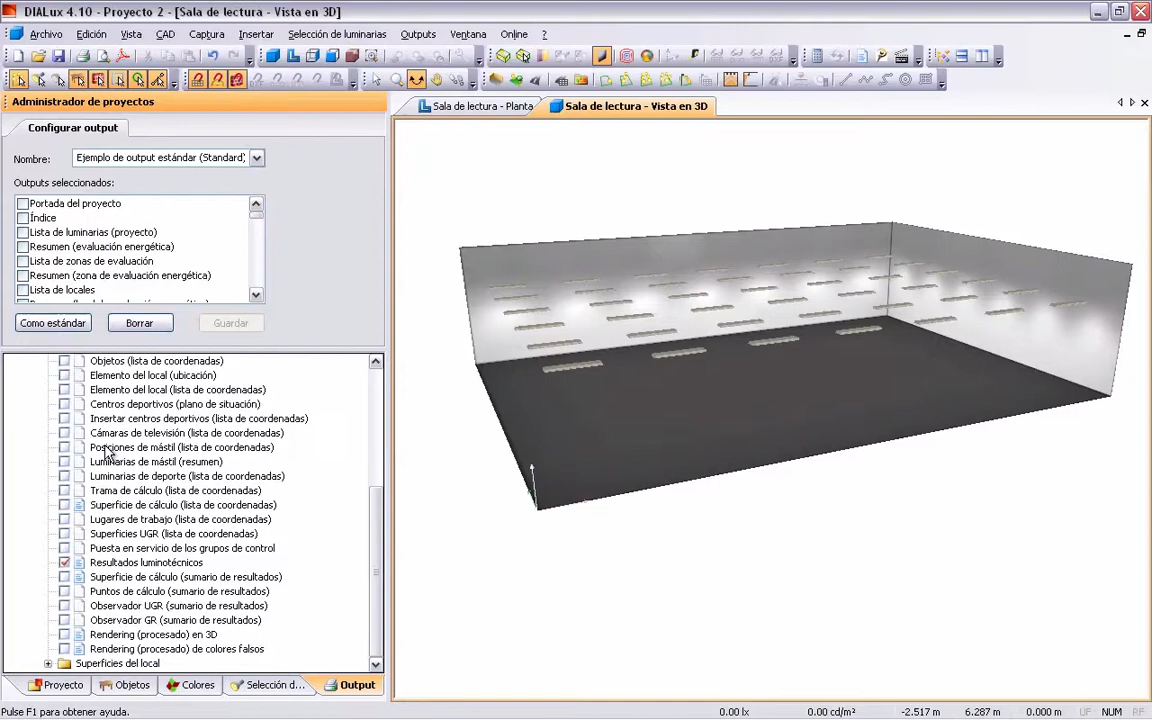 DIALux 4.10 - Proyecto 2 - [Sala de lectura - Vista en 3D]
Archivo Edición Vista CAD Captura Insertar Selección de luminarias Outputs Ventana Online ?
Administrador de proyectos
Sala de lectura - Planta
Sala de lectura - Vista en 3D
Configurar output
Nombre: Ejemplo de output estándar (Standard)
Outputs seleccionados:
Portada del proyecto
Índice
Lista de luminarias (proyecto)
Resumen (evaluación energética)
Lista de zonas de evaluación
Resumen (zona de evaluación energética)
Lista de locales
Como estándar Borrar Guardar
Objetos (lista de coordenadas)
Elemento del local (ubicación)
Elemento del local (lista de coordenadas)
Centros deportivos (plano de situación)
Insertar centros deportivos (lista de coordenadas)
Cámaras de televisión (lista de coordenadas)
Posiciones de mástil (lista de coordenadas)
Luminarias de mástil (resumen)
Luminarias de deporte (lista de coordenadas)
Trama de cálculo (lista de coordenadas)
Superficie de cálculo (lista de coordenadas)
Lugares de trabajo (lista de coordenadas)
Superficies UGR (lista de coordenadas)
Puesta en servicio de los grupos de control
Resultados luminotécnicos
Superficie de cálculo (sumario de resultados)
Puntos de cálculo (sumario de resultados)
Observador UGR (sumario de resultados)
Observador GR (sumario de resultados)
Rendering (procesado) en 3D
Rendering (procesado) de colores falsos
Superficies del local
Proyecto Objetos Colores Selección d... Output
Pulse F1 para obtener ayuda. 0.00 lx 0.00 cd/m² -2.517 m 6.287 m 0.000 m UF NUM RF